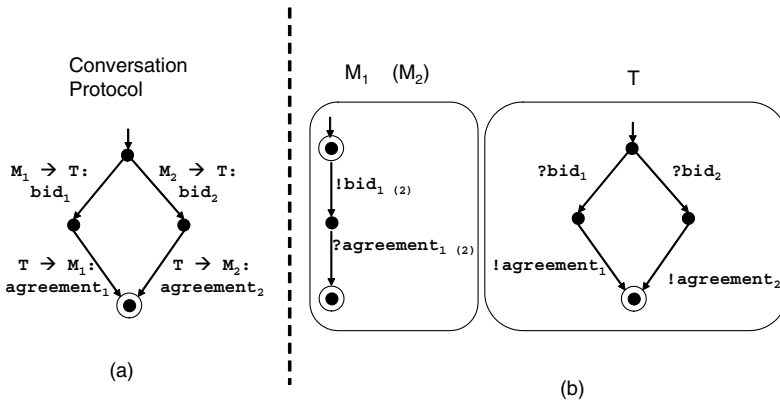 Conversation
Protocol
M₁ → T:
bid₁
M₂ → T:
bid₂
T → M₁:
agreement₁
T → M₂:
agreement₂
(a)
M₁ (M₂)
!bid₁ ₍₂₎
?agreement₁ ₍₂₎
T
?bid₁
?bid₂
!agreement₁
!agreement₂
(b)